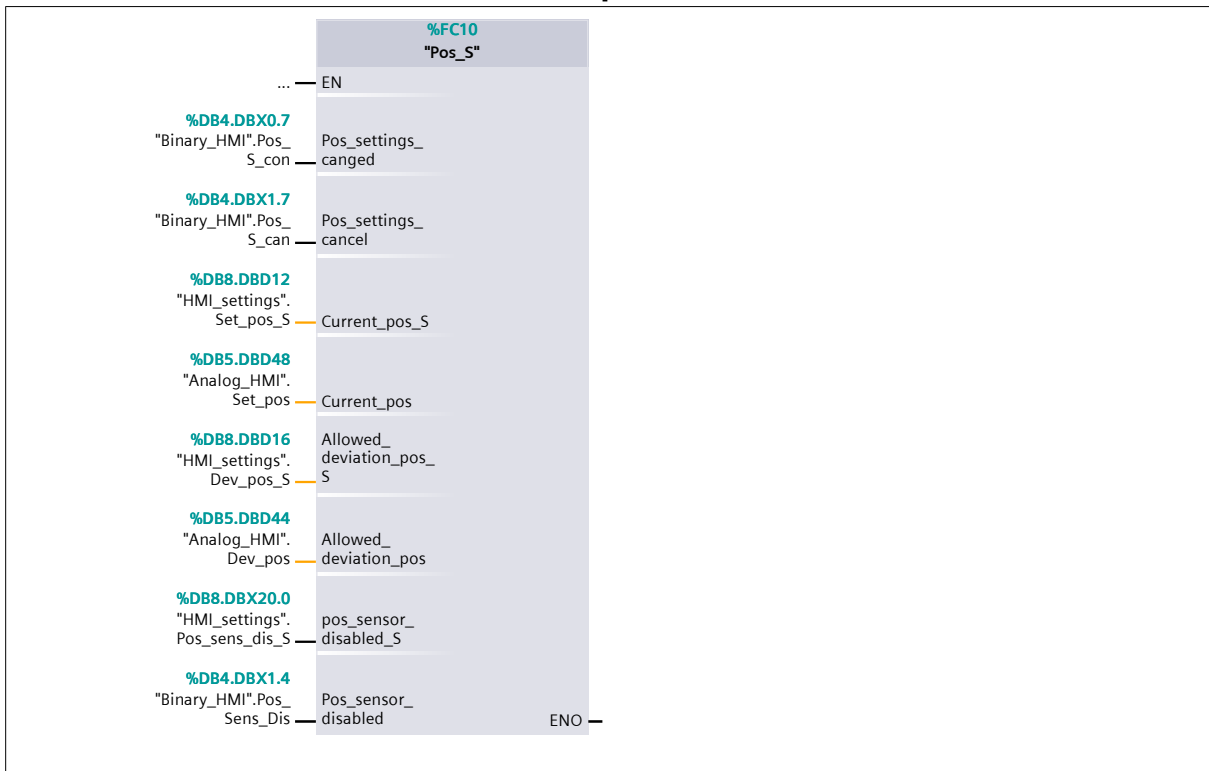 %FC10
"Pos_S"
... EN
%DB4.DBX0.7
"Binary_HMI".Pos_ Pos_settings_
S_con canged
%DB4.DBX1.7
"Binary_HMI".Pos_ Pos_settings_
S_can cancel
%DB8.DBD12
"HMI_settings".
Set_pos_S Current_pos_S
%DB5.DBD48
"Analog_HMI".
Set_pos Current_pos
%DB8.DBD16 Allowed_
"HMI_settings". deviation_pos_
Dev_pos_S S
%DB5.DBD44
"Analog_HMI". Allowed_
Dev_pos deviation_pos
%DB8.DBX20.0
"HMI_settings". pos_sensor_
Pos_sens_dis_S disabled_S
%DB4.DBX1.4
"Binary_HMI".Pos_ Pos_sensor_
Sens_Dis disabled ENO